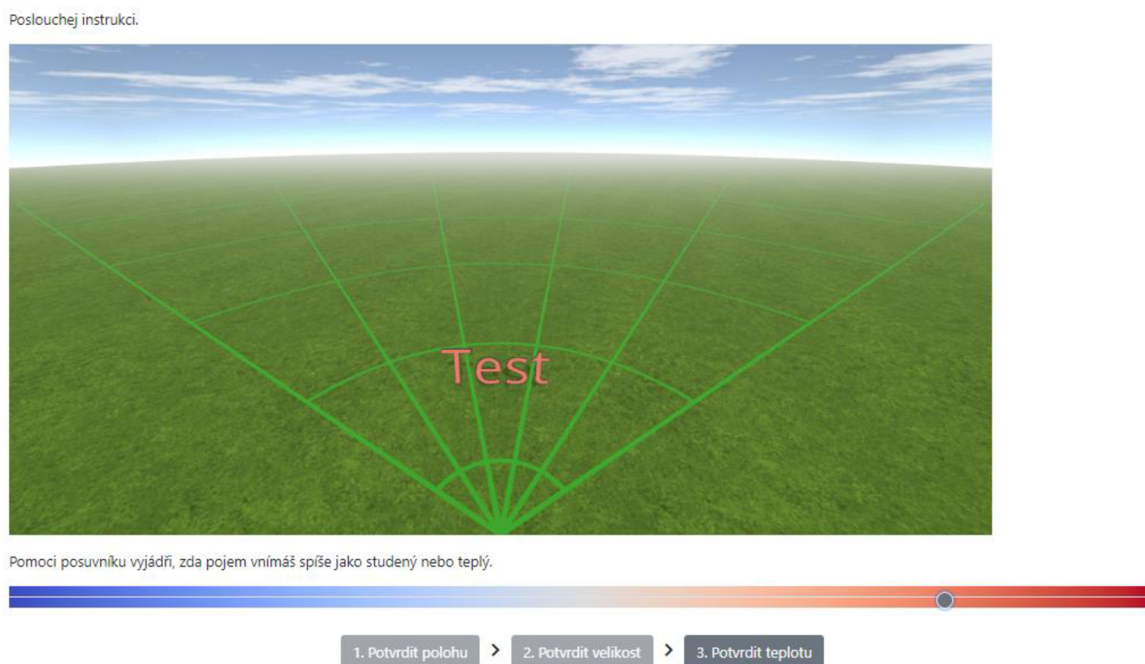 Poslouchej instrukci.
Test
Pomoci posuvníku vyjádři, zda pojem vnímáš spíše jako studený nebo teplý.
1. Potvrdit polohu > 2. Potvrdit velikost > 3. Potvrdit teplotu